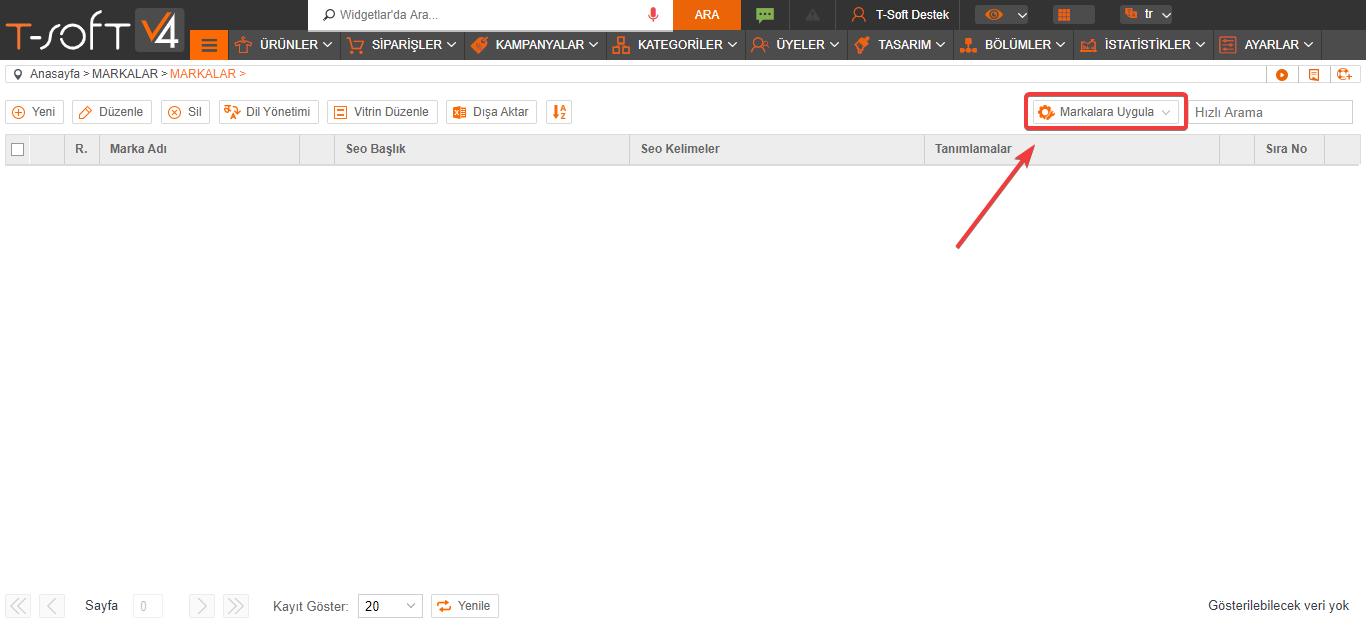 T-SOFT V4
Widgetlar'da Ara...
ARA
T-Soft Destek
tr
ÜRÜNLER
SİPARİŞLER
KAMPANYALAR
KATEGORİLER
ÜYELER
TASARIM
BÖLÜMLER
İSTATİSTİKLER
AYARLAR
Anasayfa > MARKALAR > MARKALAR >
Yeni
Düzenle
Sil
Dil Yönetimi
Vitrin Düzenle
Dışa Aktar
Markalara Uygula
Hızlı Arama
R.
Marka Adı
Seo Başlık
Seo Kelimeler
Tanımlamalar
Sıra No
Sayfa
0
Kayıt Göster:
20
Yenile
Gösterilebilecek veri yok